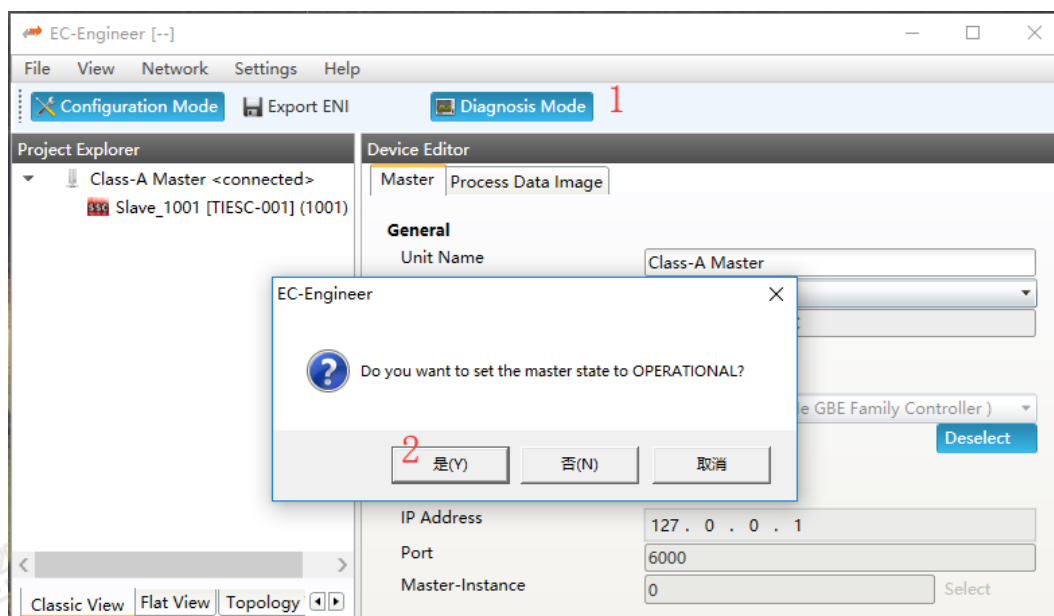 EC-Engineer [--]
File View Network Settings Help
Configuration Mode Export ENI Diagnosis Mode 1
Project Explorer
Class-A Master <connected>
Slave_1001 [TIESC-001] (1001)
Device Editor
Master Process Data Image
General
Unit Name Class-A Master
EC-Engineer
Do you want to set the master state to OPERATIONAL?
2 是(Y) 否(N) 取消
GBE Family Controller )
Deselect
IP Address 127 . 0 . 0 . 1
Port 6000
Master-Instance 0 Select
Classic View Flat View Topology